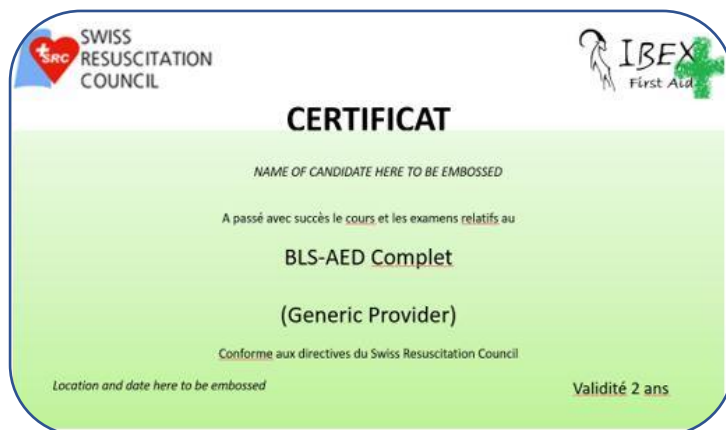 SWISS
RESUSCITATION
COUNCIL
SRC
IBEX
First Aid
CERTIFICAT
NAME OF CANDIDATE HERE TO BE EMBOSSED
A passé avec succès le cours et les examens relatifs au
BLS-AED Complet
(Generic Provider)
Conforme aux directives du Swiss Resuscitation Council
Location and date here to be embossed
Validité 2 ans